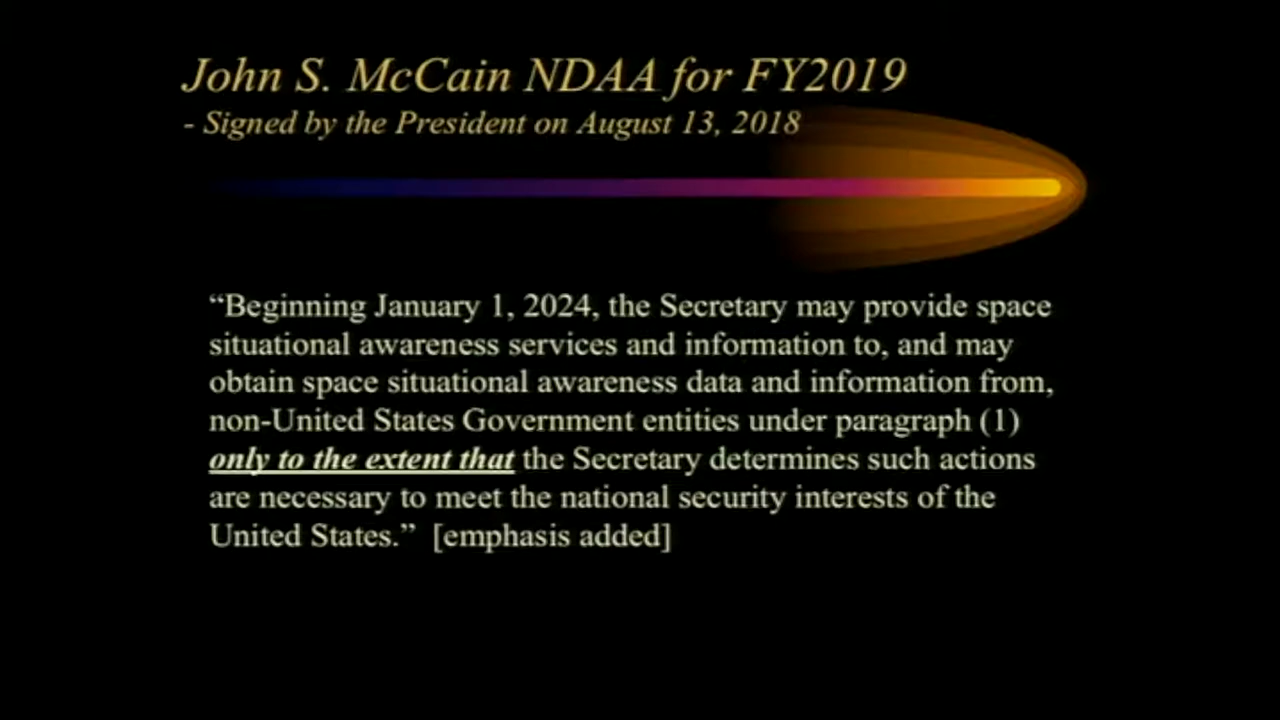 John S. McCain NDAA for FY2019
- Signed by the President on August 13, 2018
“Beginning January 1, 2024, the Secretary may provide space
situational awareness services and information to, and may
obtain space situational awareness data and information from,
non-United States Government entities under paragraph (1)
only to the extent that the Secretary determines such actions
are necessary to meet the national security interests of the
United States.”  [emphasis added]